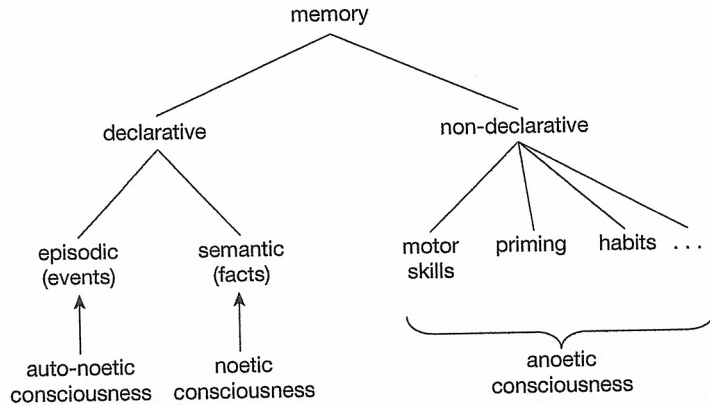 memory
declarative
non-declarative
episodic
(events)
semantic
(facts)
motor
skills
priming
habits
...
auto-noetic
consciousness
noetic
consciousness
anoetic
consciousness